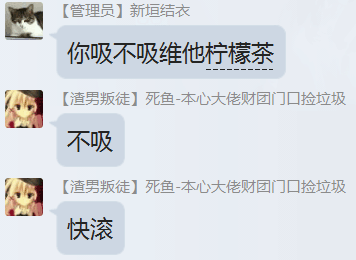 【管理员】新垣结衣
你吸不吸维他柠檬茶
【渣男叛徒】死鱼-本心大佬财团门口捡垃圾
不吸
【渣男叛徒】死鱼-本心大佬财团门口捡垃圾
快滚